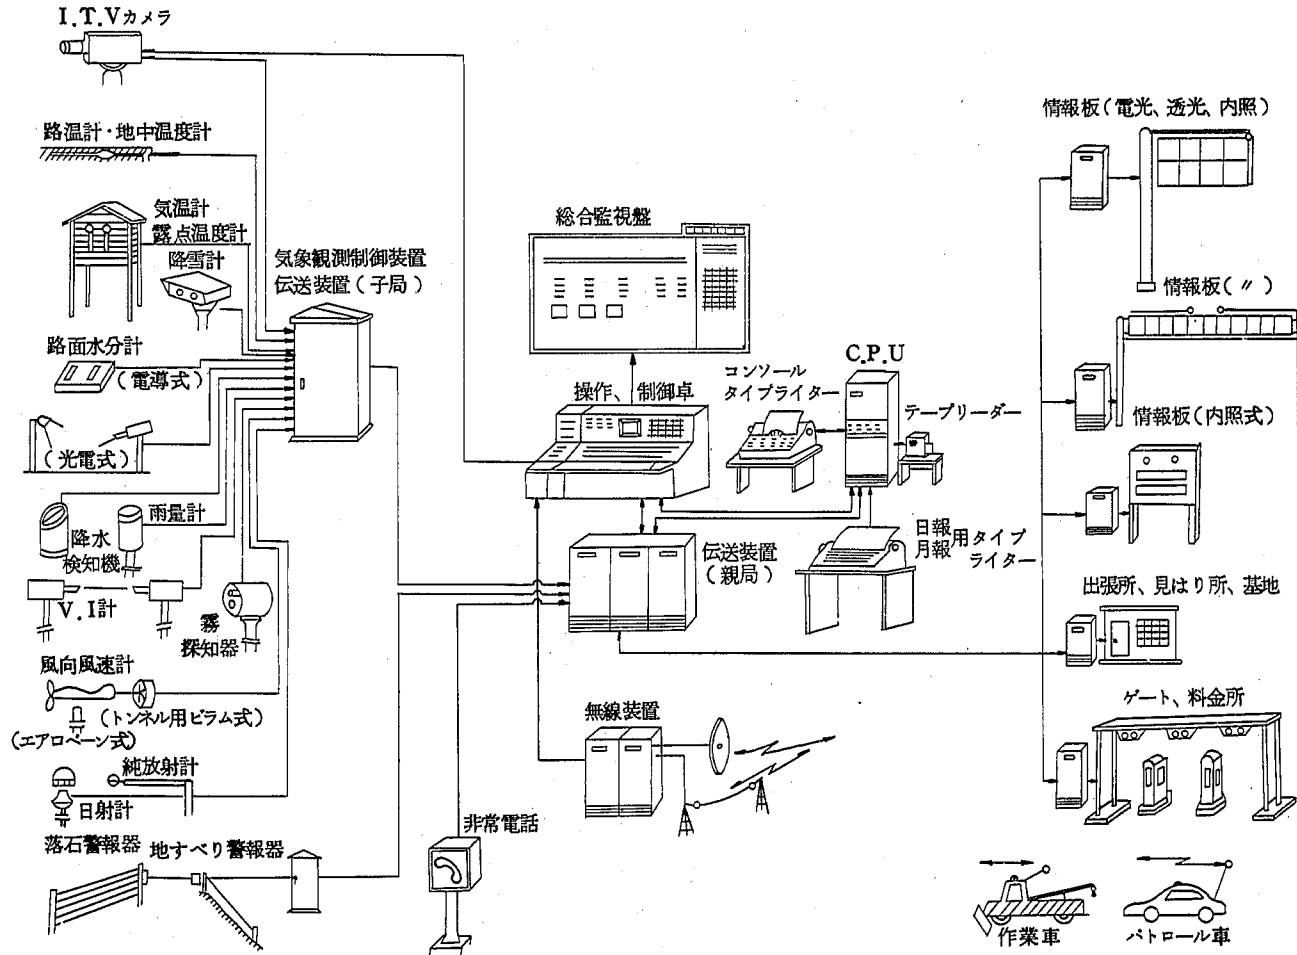 I.T.Vカメラ
路温計・地中温度計
気温計
露点温度計
降雪計
気象観測制御装置
伝送装置(子局)
路面水分計
(電導式)
(光電式)
雨量計
降水
検知機
V.I計
霧
探知器
風向風速計
(トンネル用ピラム式)
(エアロペーン式)
純放射計
日射計
落石警報器
地すべり警報器
総合監視盤
操作、制御卓
C.P.U
コンソール
タイプライター
テープリーダー
伝送装置
(親局)
日報
月報
用タイプ
ライター
無線装置
非常電話
情報板(電光、透光、内照)
情報板(〃)
情報板(内照式)
出張所、見はり所、基地
ゲート、料金所
作業車
パトロール車